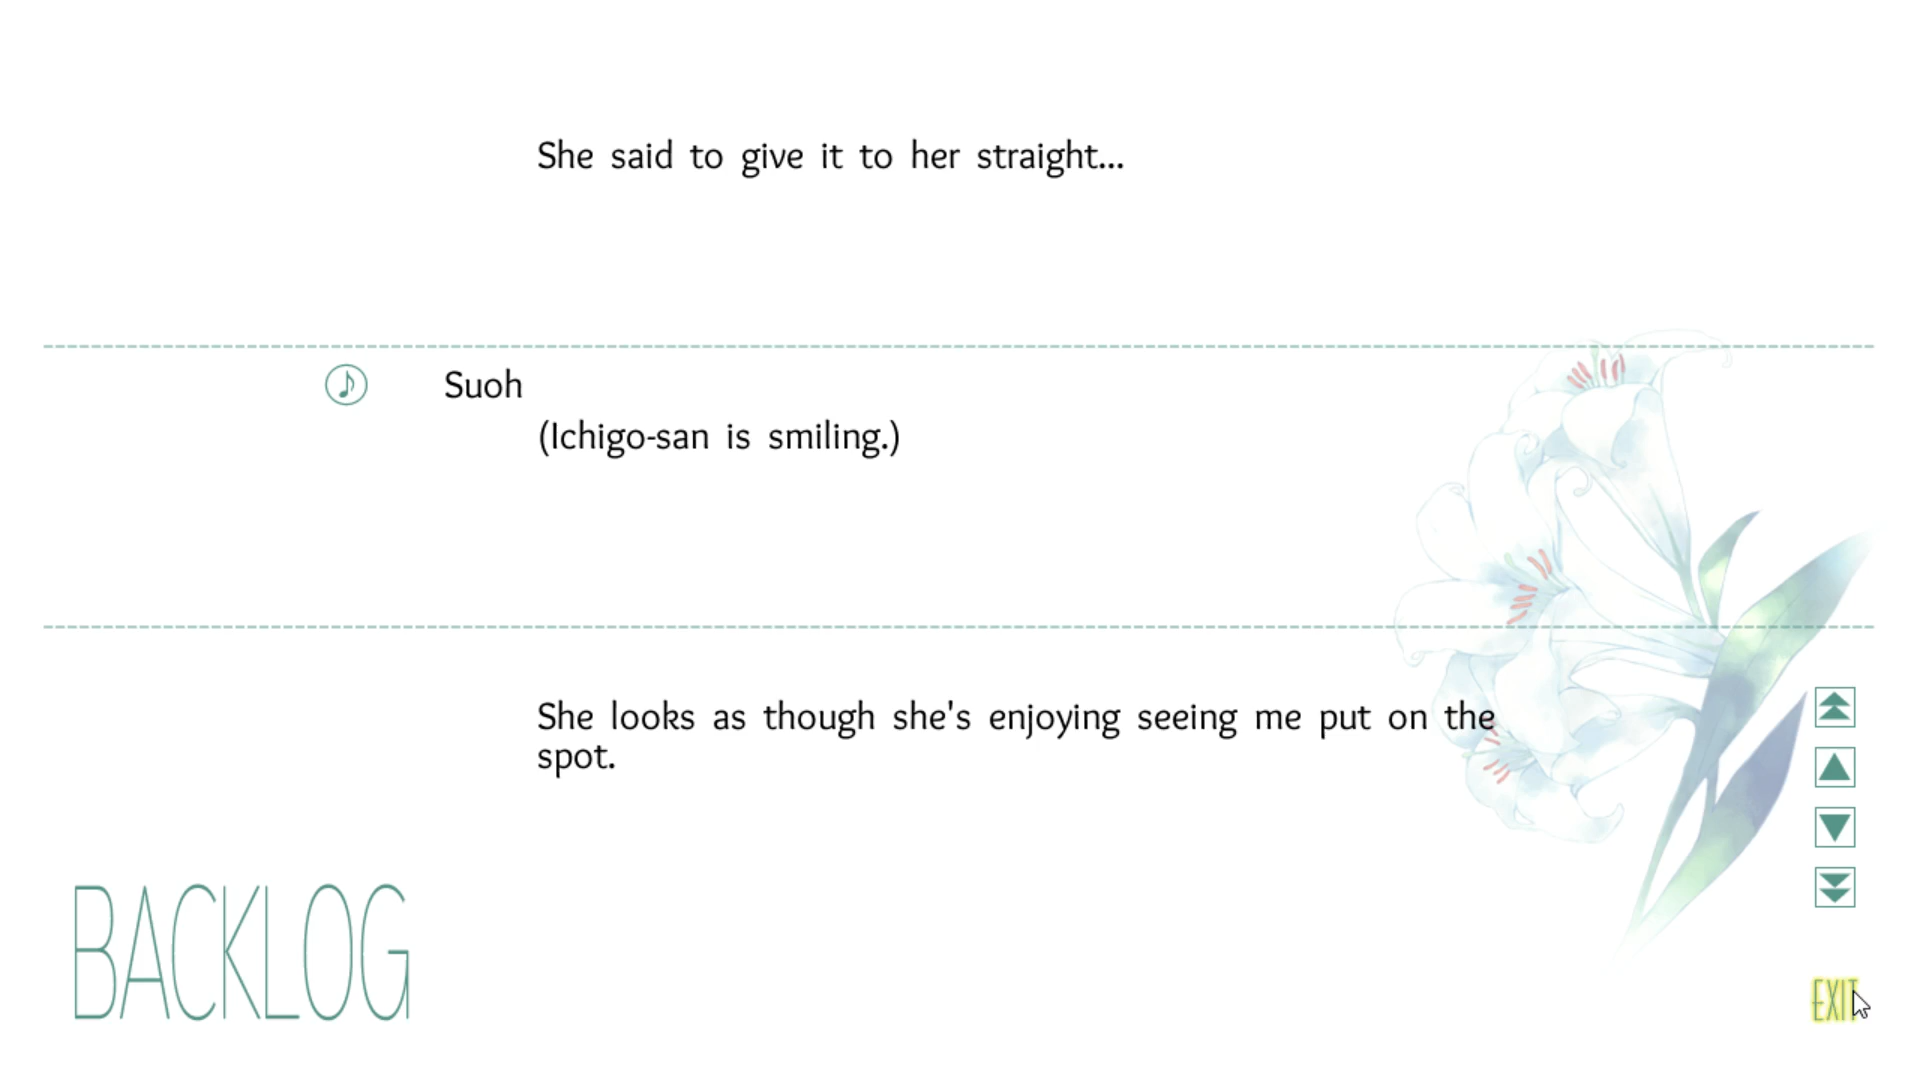 She said to give it to her straight...
Suoh
(Ichigo-san is smiling.)
She looks as though she's enjoying seeing me put on the
spot.
BACKLOG
EXIT